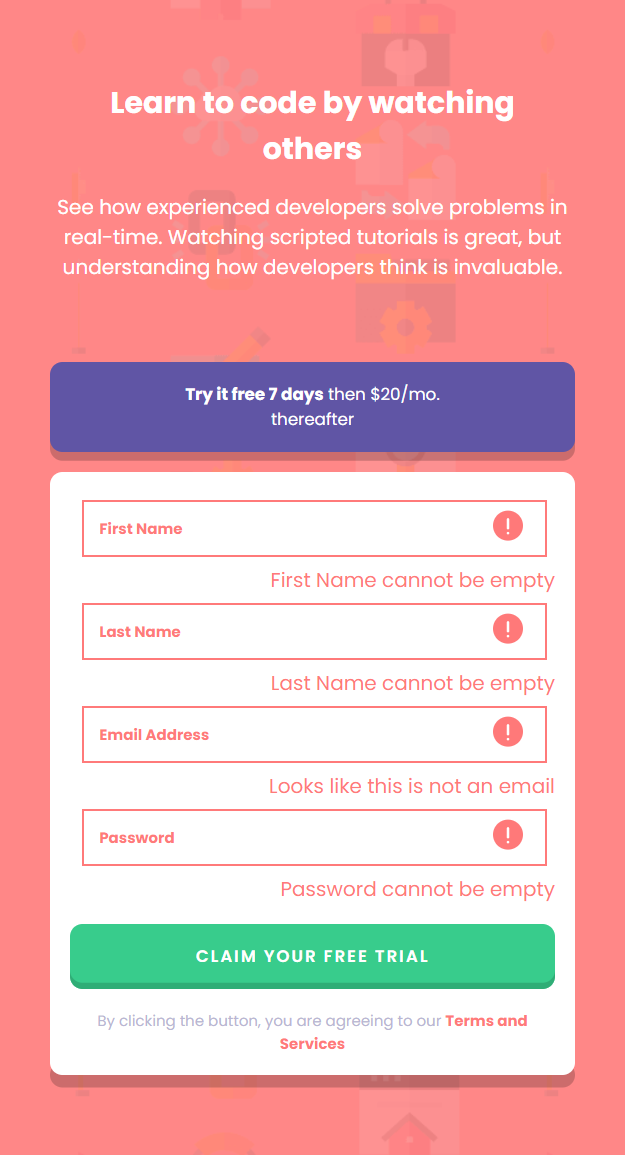 Learn to code by watching
others
See how experienced developers solve problems in
real-time. Watching scripted tutorials is great, but
understanding how developers think is invaluable.
Try it free 7 days then $20/mo.
thereafter
First Name
First Name cannot be empty
Last Name
Last Name cannot be empty
Email Address
Looks like this is not an email
Password
Password cannot be empty
CLAIM YOUR FREE TRIAL
By clicking the button, you are agreeing to our Terms and
Services